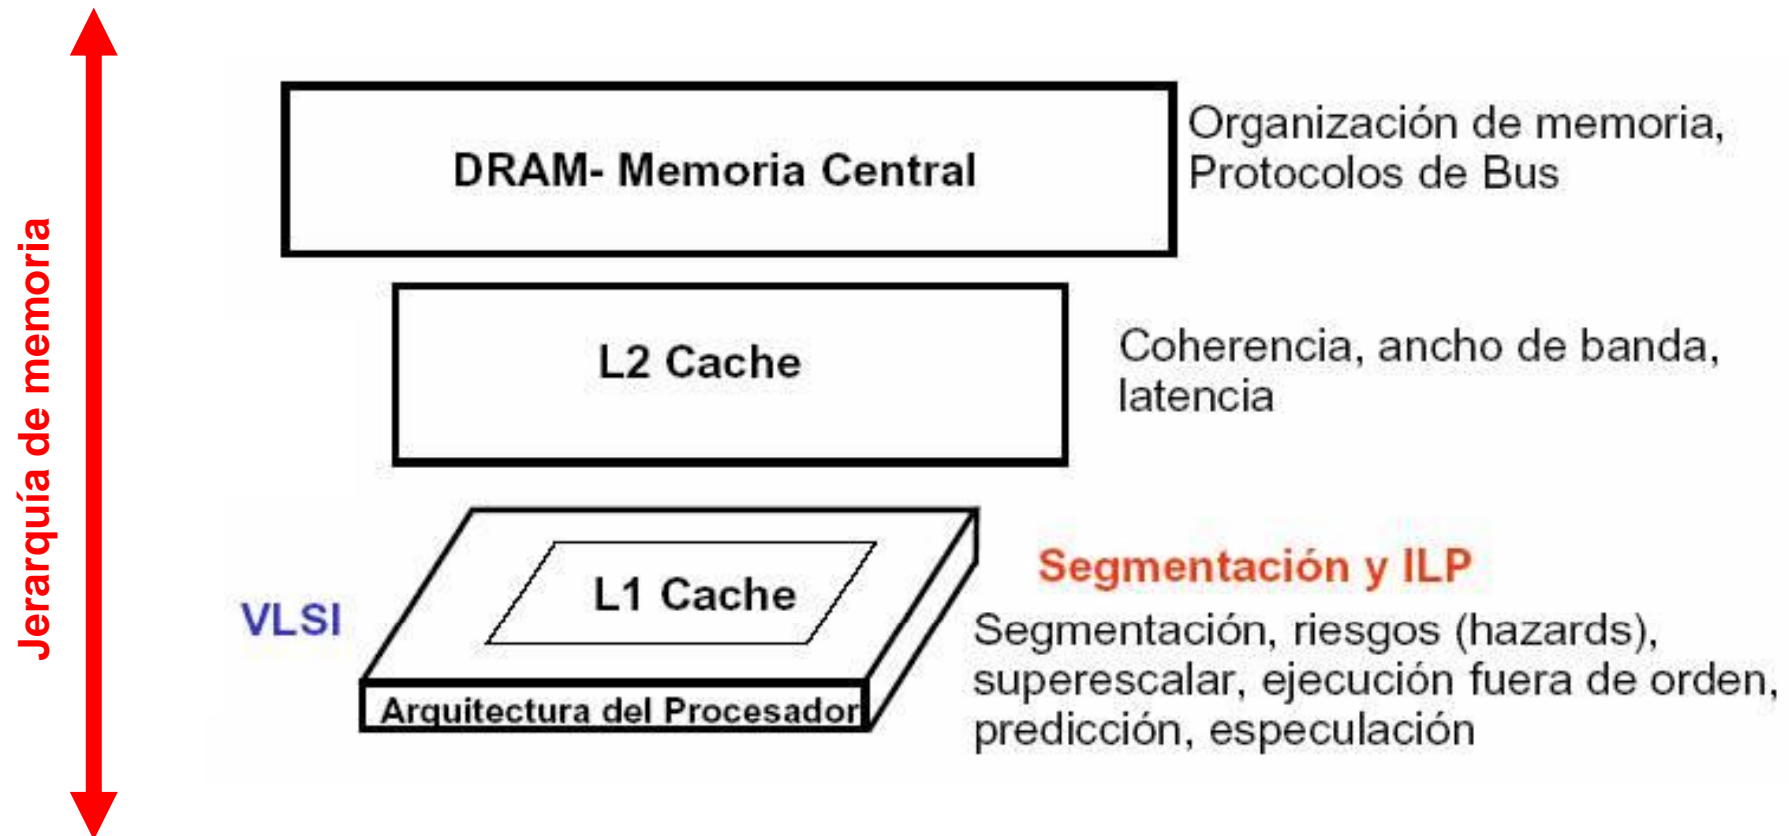 Jerarquía de memoria
DRAM- Memoria Central
Organización de memoria,
Protocolos de Bus
L2 Cache
Coherencia, ancho de banda,
latencia
L1 Cache
VLSI
Arquitectura del Procesador
Segmentación y ILP
Segmentación, riesgos (hazards),
superescalar, ejecución fuera de orden,
predicción, especulación